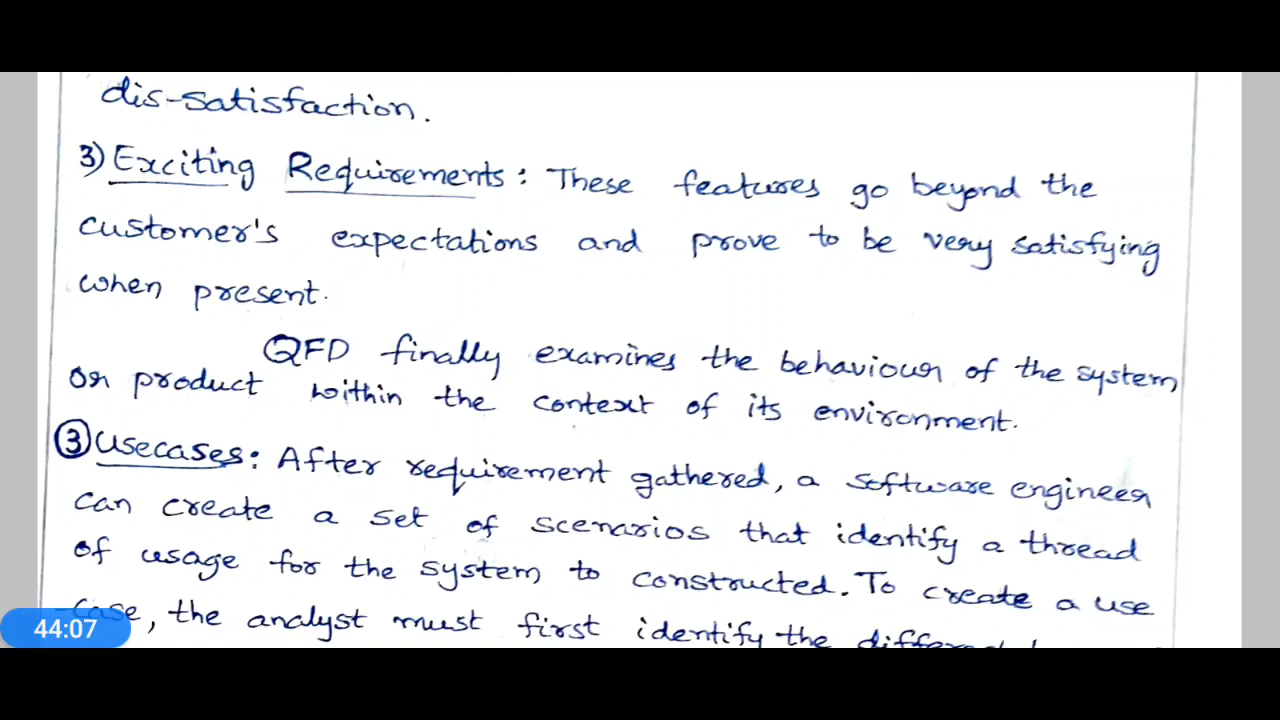 dis-satisfaction.
3) Exciting Requirements: These features go beyond the
customer's expectations and prove to be very satisfying
when present.
QFD finally examines the behaviour of the system
or product within the context of its environment.
③ Usecases: After requirement gathered, a software engineer
can create a set of scenarios that identify a thread
of usage for the system to constructed. To create a use
-case, the analyst must first identify the
44:07